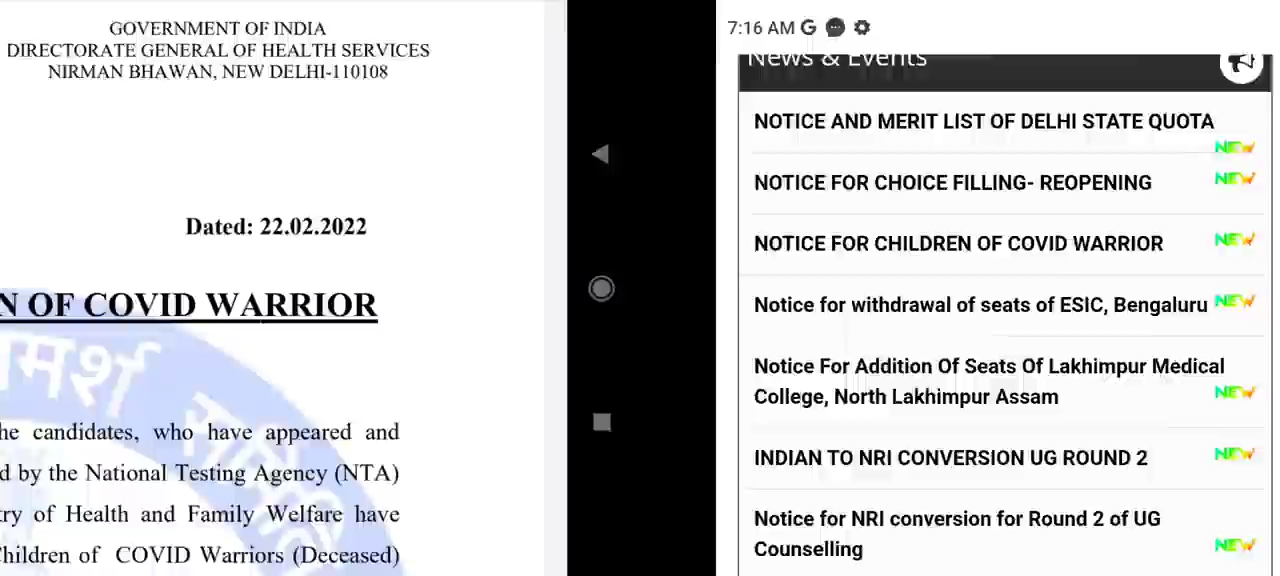 GOVERNMENT OF INDIA
DIRECTORATE GENERAL OF HEALTH SERVICES
NIRMAN BHAWAN, NEW DELHI-110108
Dated: 22.02.2022
N OF COVID WARRIOR
समिति
he candidates, who have appeared and
d by the National Testing Agency (NTA)
try of Health and Family Welfare have
Children of COVID Warriors (Deceased)
7:16 AM G
News & Events
NOTICE AND MERIT LIST OF DELHI STATE QUOTA
NEW
NOTICE FOR CHOICE FILLING- REOPENING NEW
NOTICE FOR CHILDREN OF COVID WARRIOR NEW
Notice for withdrawal of seats of ESIC, Bengaluru NEW
Notice For Addition Of Seats Of Lakhimpur Medical
College, North Lakhimpur Assam NEW
INDIAN TO NRI CONVERSION UG ROUND 2 NEW
Notice for NRI conversion for Round 2 of UG
Counselling NEW